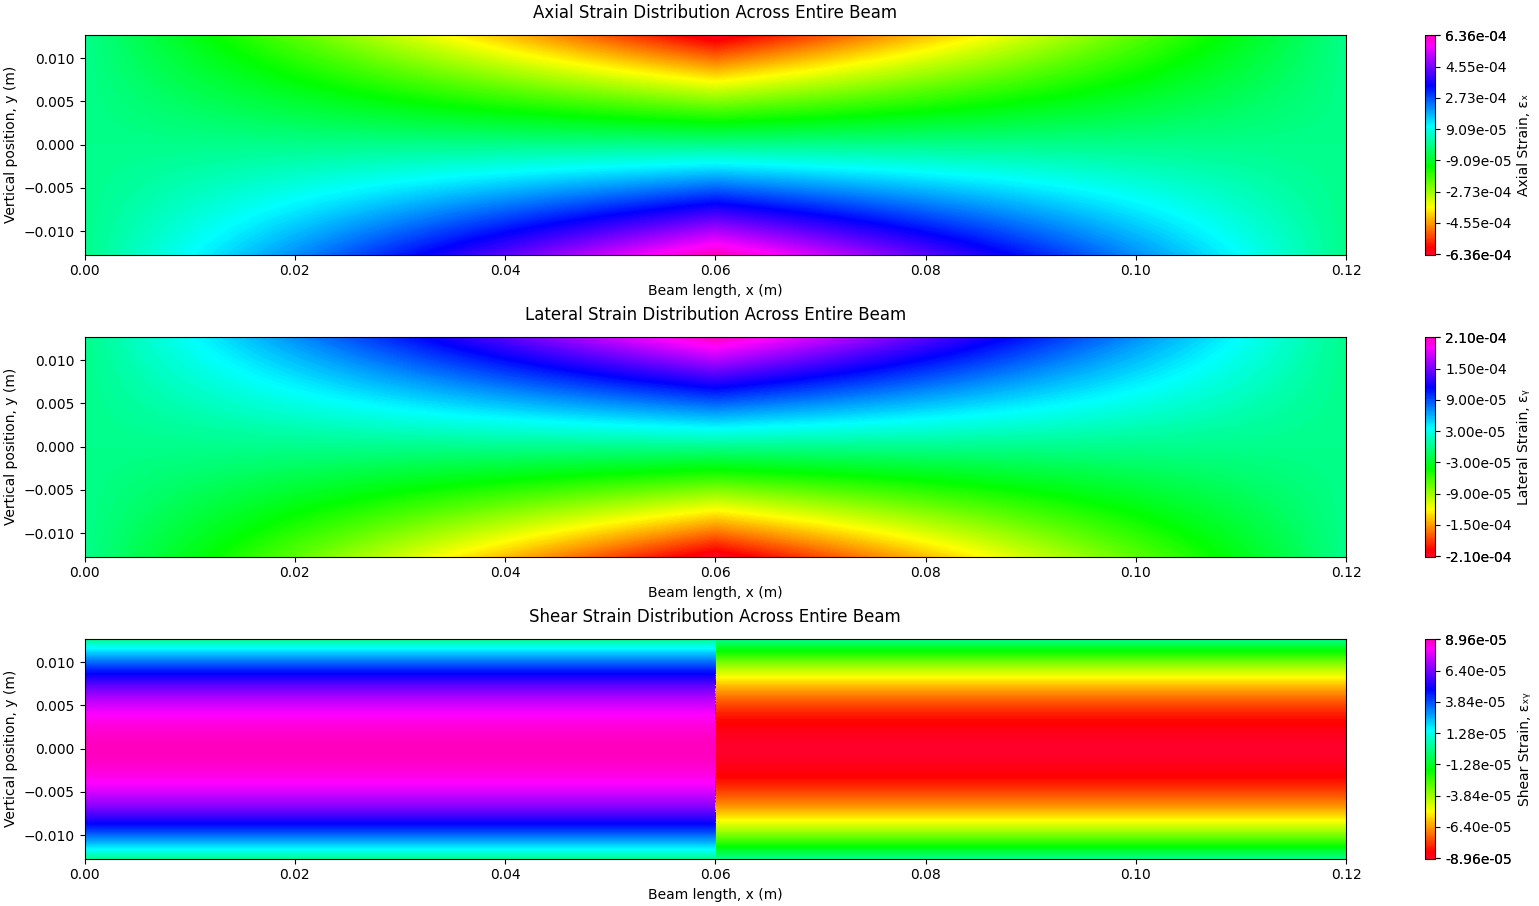 Axial Strain Distribution Across Entire Beam
0.010
0.005
0.000
−0.005
−0.010
Vertical position, y (m)
0.00 0.02 0.04 0.06 0.08 0.10 0.12
Beam length, x (m)
6.36e-04
4.55e-04
2.73e-04
9.09e-05
-9.09e-05
-2.73e-04
-4.55e-04
-6.36e-04
Axial Strain, εₓ
Lateral Strain Distribution Across Entire Beam
0.010
0.005
0.000
−0.005
−0.010
Vertical position, y (m)
0.00 0.02 0.04 0.06 0.08 0.10 0.12
Beam length, x (m)
2.10e-04
1.50e-04
9.00e-05
3.00e-05
-3.00e-05
-9.00e-05
-1.50e-04
-2.10e-04
Lateral Strain, εᵧ
Shear Strain Distribution Across Entire Beam
0.010
0.005
0.000
−0.005
−0.010
Vertical position, y (m)
0.00 0.02 0.04 0.06 0.08 0.10 0.12
Beam length, x (m)
8.96e-05
6.40e-05
3.84e-05
1.28e-05
-1.28e-05
-3.84e-05
-6.40e-05
-8.96e-05
Shear Strain, εₓᵧ